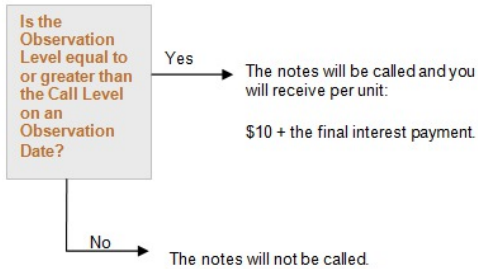 Is the
Observation
Level equal to
or greater than
the Call Level
on an
Observation
Date?
Yes
The notes will be called and you
will receive per unit:
$10 + the final interest payment.
No
The notes will not be called.